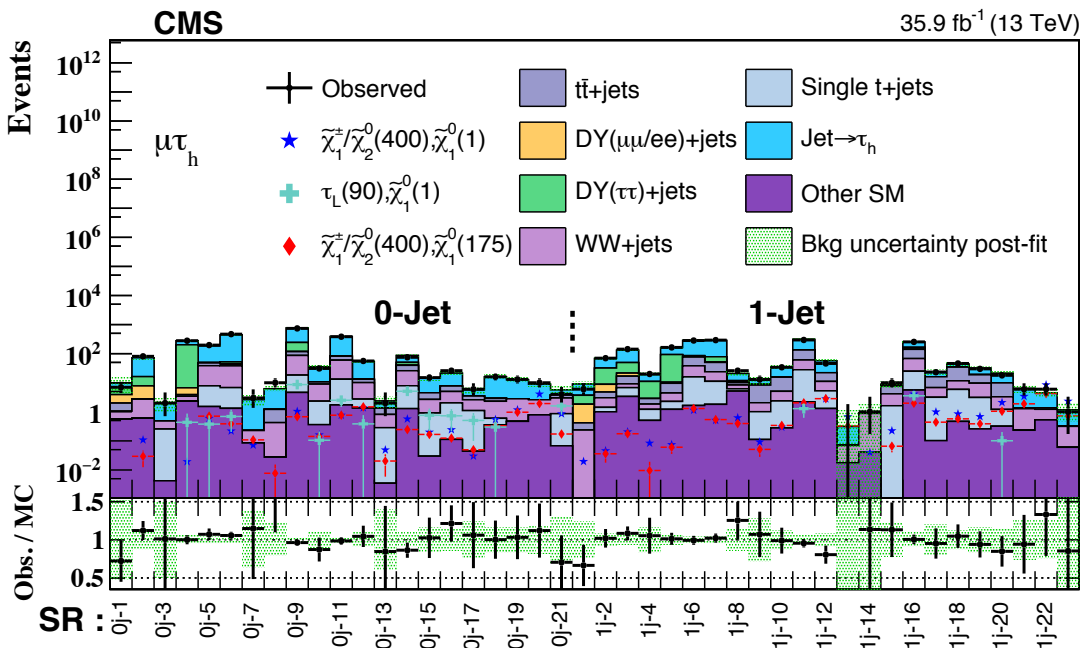 CMS 35.9 fb⁻¹ (13 TeV)
Events
10¹²
10¹⁰
10⁸
10⁶
10⁴
10²
1
10⁻²
μτₕ
Observed
χ̃₁^±/χ̃₂⁰(400),χ̃₁⁰(1)
τ_L(90),χ̃₁⁰(1)
χ̃₁^±/χ̃₂⁰(400),χ̃₁⁰(175)
tt̄+jets
DY(μμ/ee)+jets
DY(ττ)+jets
WW+jets
Single t+jets
Jet→τₕ
Other SM
Bkg uncertainty post-fit
0-Jet 1-Jet
Obs. / MC
1.5
1
0.5
SR : 0j-1 0j-3 0j-5 0j-7 0j-9 0j-11 0j-13 0j-15 0j-17 0j-19 0j-21 1j-2 1j-4 1j-6 1j-8 1j-10 1j-12 1j-14 1j-16 1j-18 1j-20 1j-22